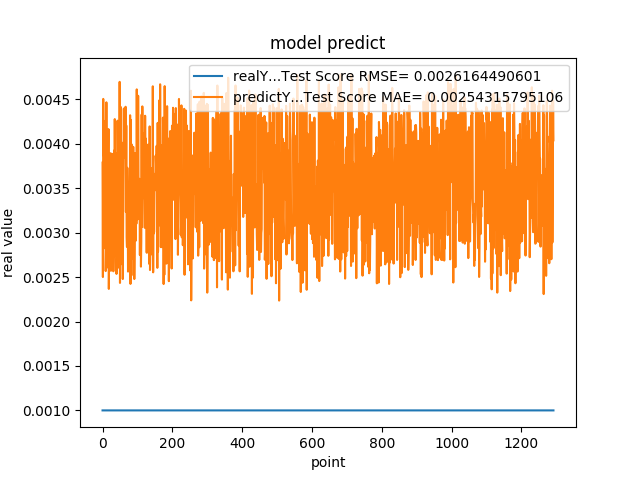 model predict
realY...Test Score RMSE= 0.0026164490601
predictY...Test Score MAE= 0.00254315795106
0.0045
0.0040
0.0035
0.0030
0.0025
0.0020
0.0015
0.0010
real value
0 200 400 600 800 1000 1200
point